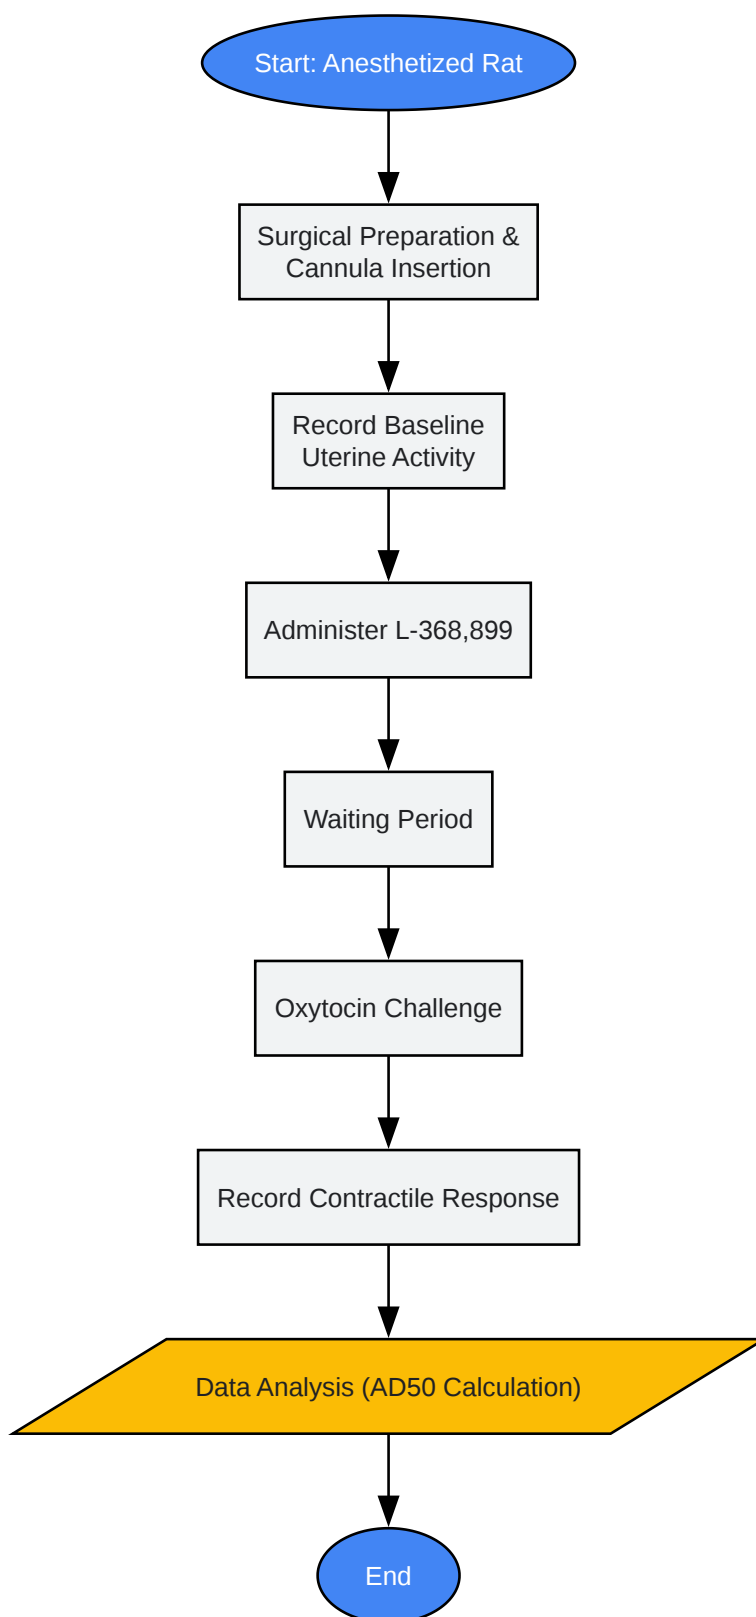 Start: Anesthetized Rat
Surgical Preparation &
Cannula Insertion
Record Baseline
Uterine Activity
Administer L-368,899
Waiting Period
Oxytocin Challenge
Record Contractile Response
Data Analysis (AD50 Calculation)
End